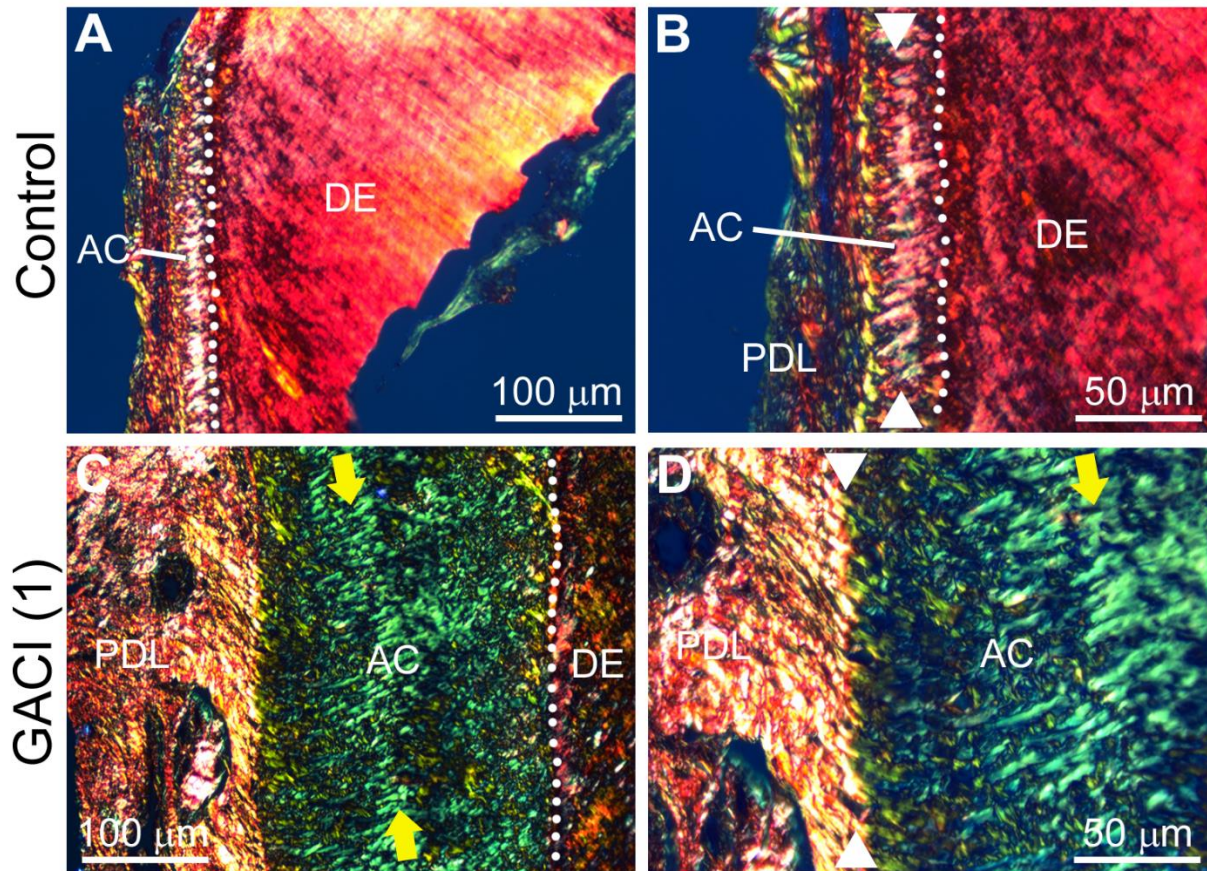 Control
A
DE
AC
100 μm
B
AC
DE
PDL
50 μm
GACI (1)
C
PDL
AC
DE
100 μm
D
PDL
AC
50 μm